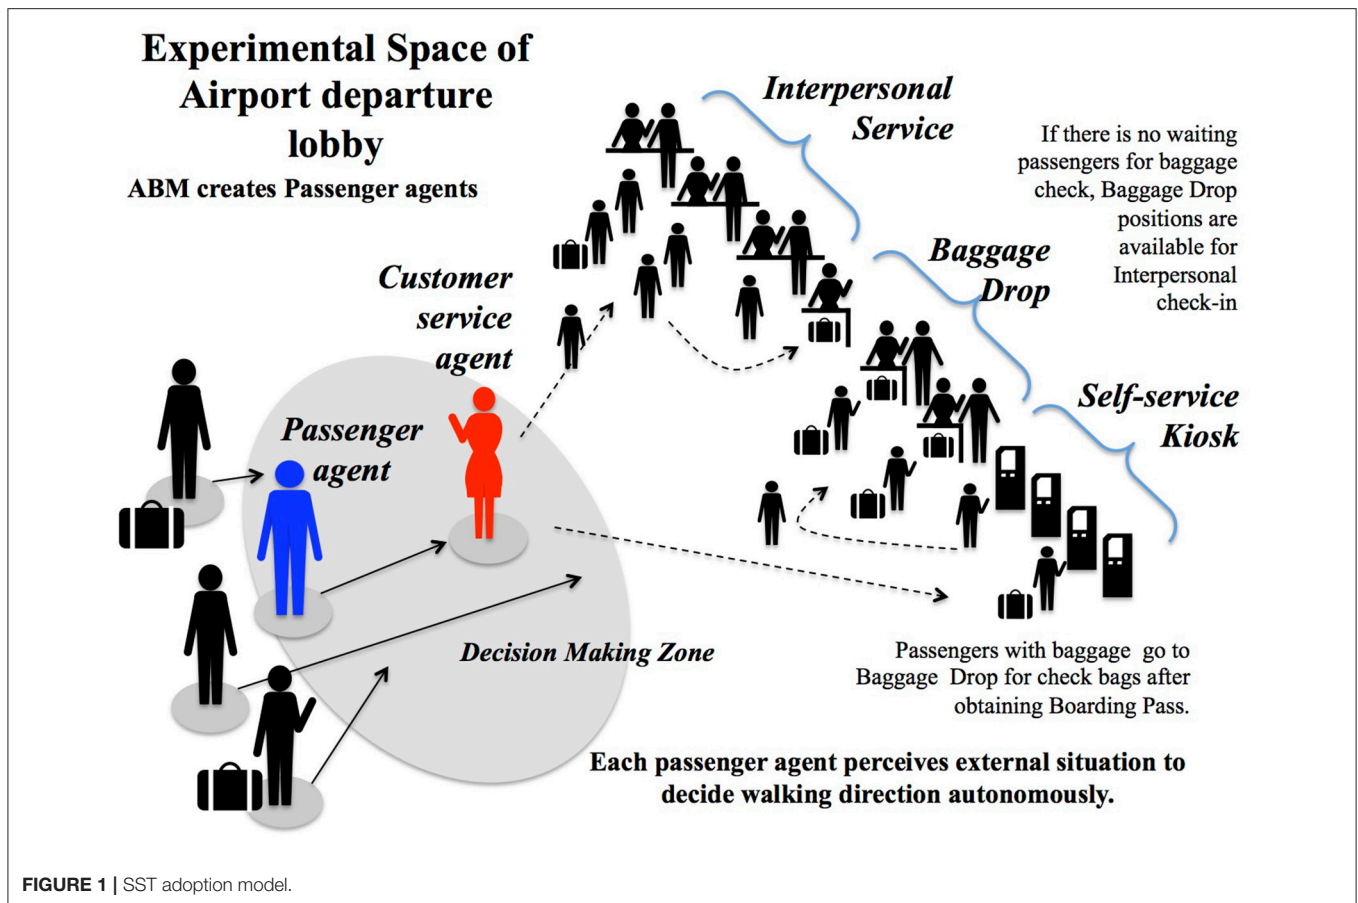 Experimental Space of
Airport departure
lobby
ABM creates Passenger agents
Interpersonal
Service
If there is no waiting
passengers for baggage
check, Baggage Drop
positions are
available for
Interpersonal
check-in
Baggage
Drop
Customer
service
agent
Self-service
Kiosk
Passenger
agent
Decision Making Zone
Passengers with baggage go to
Baggage Drop for check bags after
obtaining Boarding Pass.
Each passenger agent perceives external situation to
decide walking direction autonomously.
FIGURE 1 | SST adoption model.